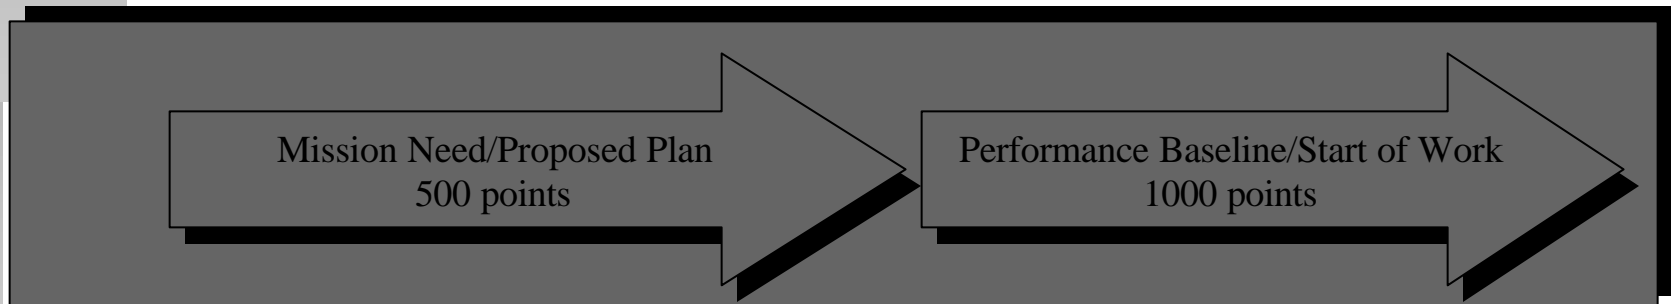 Mission Need/Proposed Plan
500 points
Performance Baseline/Start of Work
1000 points